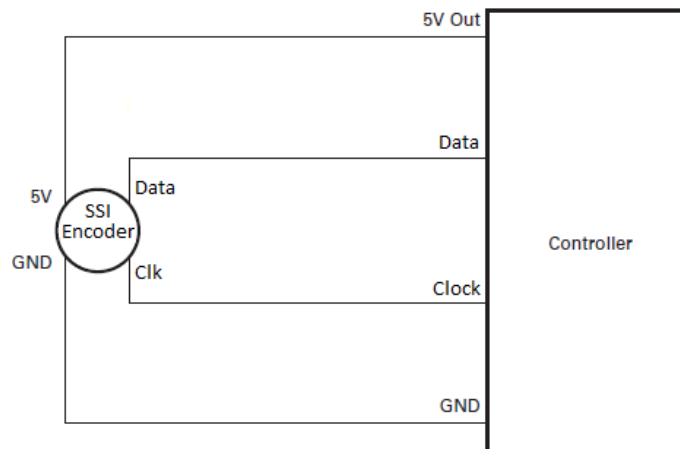 5V Out
Data
5V
Data
SSI
Encoder
GND
Clk
Controller
Clock
GND